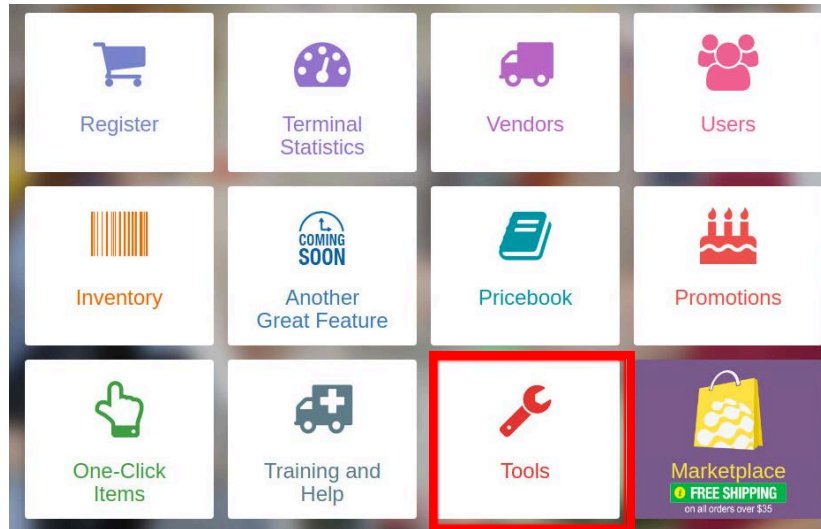 Register
Terminal
Statistics
Vendors
Users
Inventory
COMING
SOON
Another
Great Feature
Pricebook
Promotions
One-Click
Items
Training and
Help
Tools
Marketplace
FREE SHIPPING
on all orders over $35